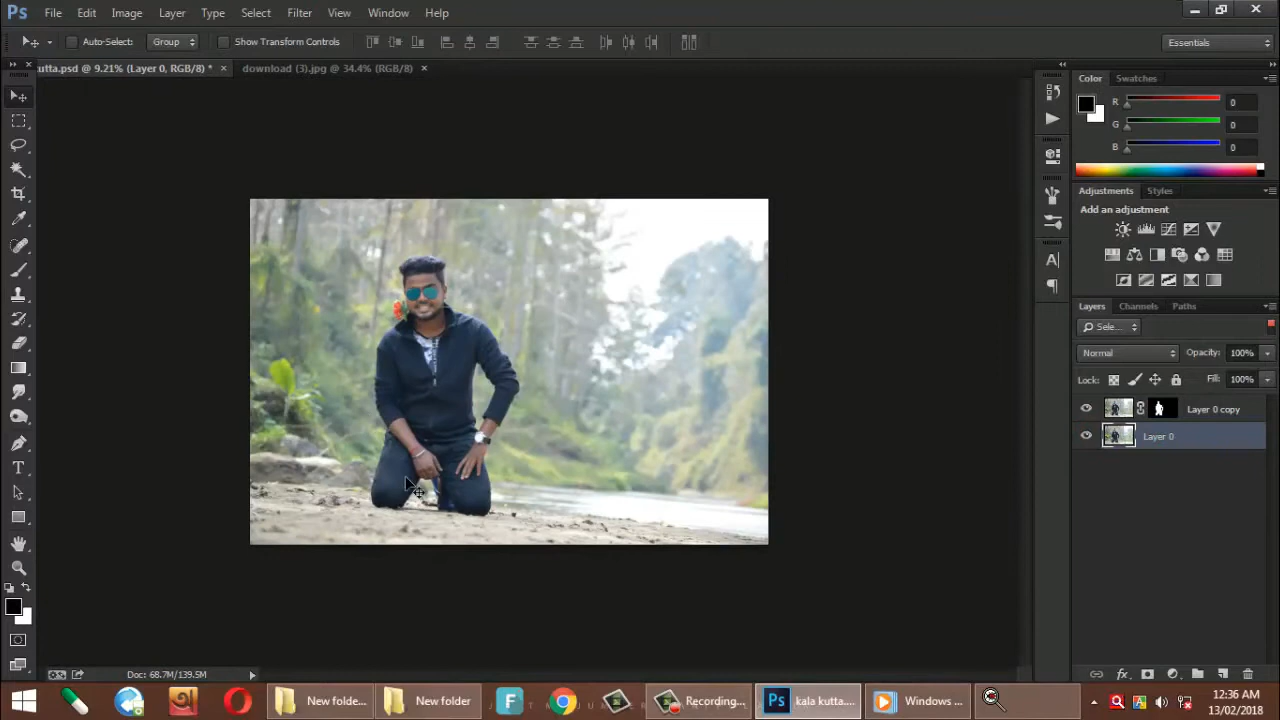 Ps File Edit Image Layer Type Select Filter View Window Help
Auto-Select: Group Show Transform Controls Essentials
utta.psd @ 9.21% (Layer 0, RGB/8) * × download (3).jpg @ 34.4% (RGB/8) ×
Color Swatches
R 0
G 0
B 0
Adjustments Styles
Add an adjustment
Layers Channels Paths
Sele...
Normal Opacity: 100%
Lock: Fill: 100%
Layer 0 copy
Layer 0
Doc: 68.7M/139.5M
New folde... New folder Recording... Ps kala kutta.... Windows ...
12:36 AM
13/02/2018